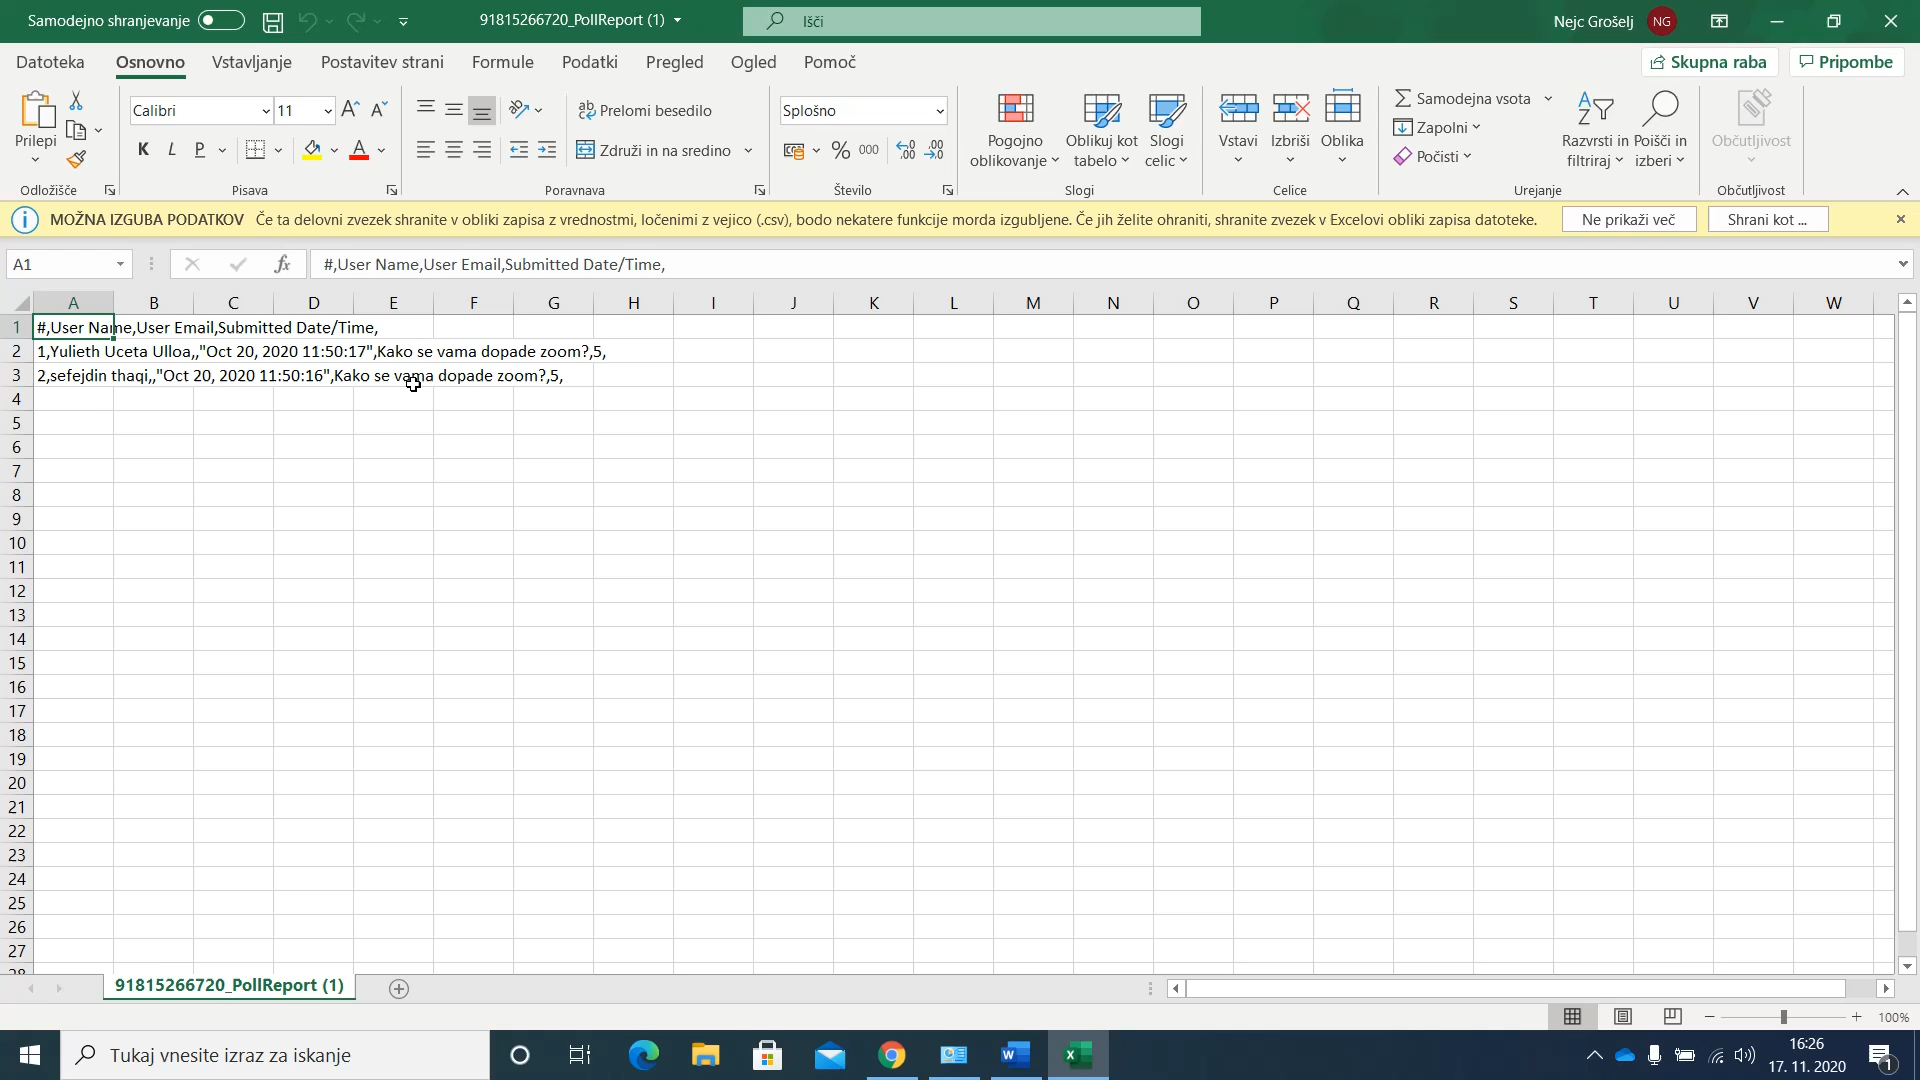 Samodejno shranjevanje
91815266720_PollReport (1)
Išči
Nejc Grošelj
NG
Datoteka
Osnovno
Vstavljanje
Postavitev strani
Formule
Podatki
Pregled
Ogled
Pomoč
Skupna raba
Pripombe
Prilepi
Odložišče
Calibri
11
K L P
Pisava
Prelomi besedilo
Združi in na sredino
Poravnava
Splošno
% 000
Število
Pogojno oblikovanje
Oblikuj kot tabelo
Slogi celic
Slogi
Vstavi
Izbriši
Oblika
Celice
Samodejna vsota
Zapolni
Počisti
Razvrsti in filtriraj
Poišči in izberi
Urejanje
Občutljivost
Občutljivost
MOŽNA IZGUBA PODATKOV Če ta delovni zvezek shranite v obliki zapisa z vrednostmi, ločenimi z vejico (.csv), bodo nekatere funkcije morda izgubljene. Če jih želite ohraniti, shranite zvezek v Excelovi obliki zapisa datoteke.
Ne prikaži več
Shrani kot ...
A1
fx
#,User Name,User Email,Submitted Date/Time,
A B C D E F G H I J K L M N O P Q R S T U V W
1 #,User Name,User Email,Submitted Date/Time,
2 1,Yulieth Uceta Ulloa,,"Oct 20, 2020 11:50:17",Kako se vama dopade zoom?,5,
3 2,sefejdin thaqi,,"Oct 20, 2020 11:50:16",Kako se vama dopade zoom?,5,
4
5
6
7
8
9
10
11
12
13
14
15
16
17
18
19
20
21
22
23
24
25
26
27
28
91815266720_PollReport (1)
100%
Tukaj vnesite izraz za iskanje
16:26
17. 11. 2020
1